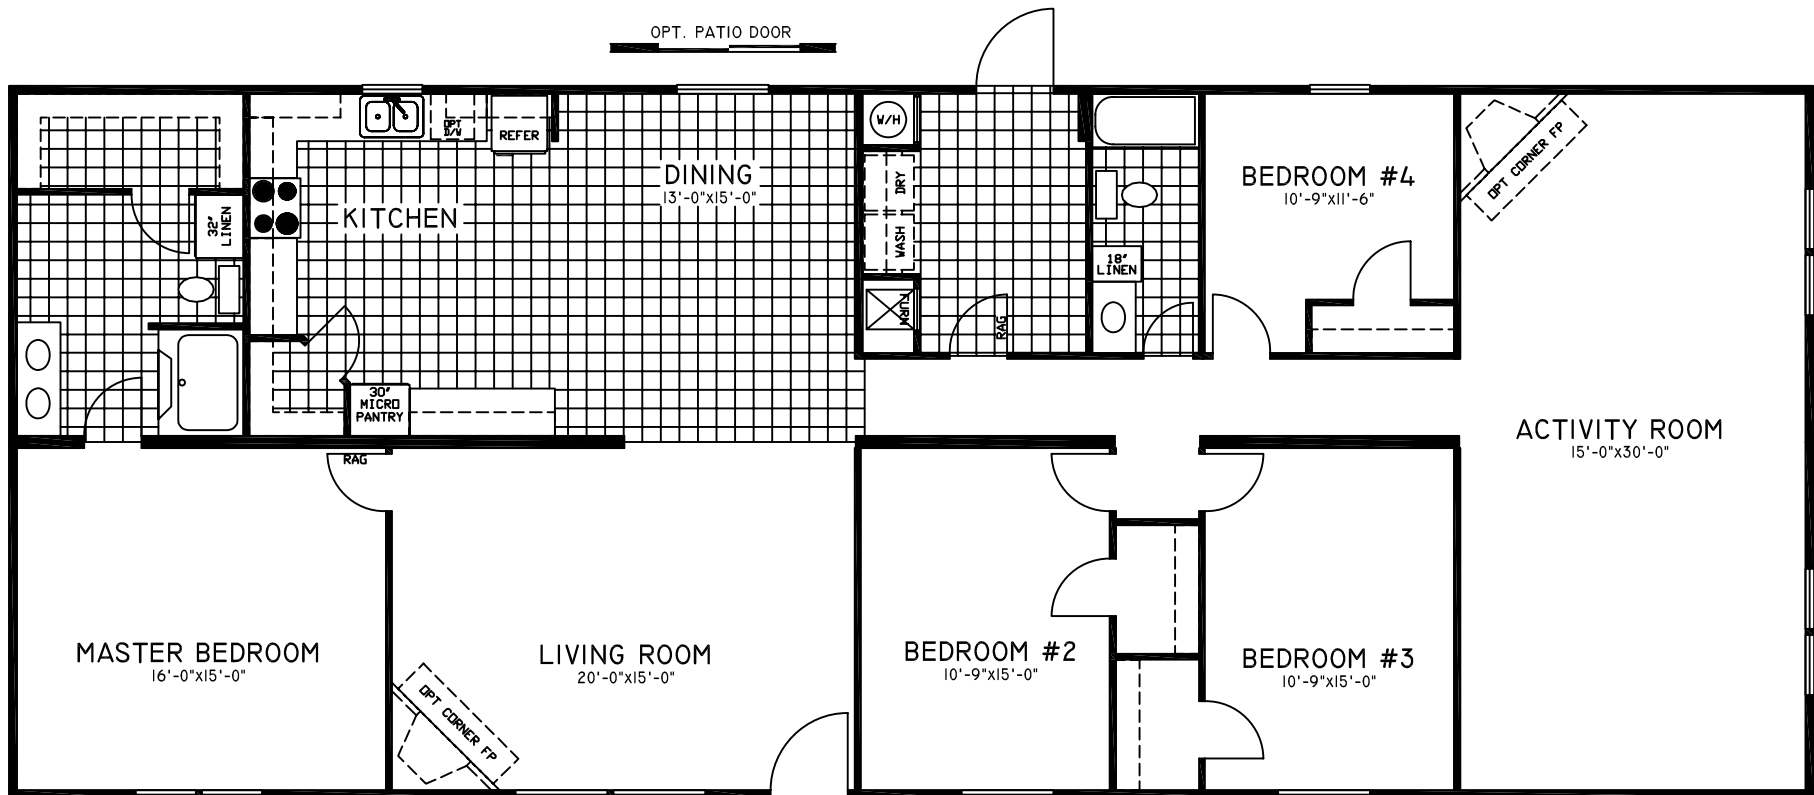 OPT. PATIO DOOR
OPT
D/W
REFER
W/H
DINING
13'-0"x15'-0"
KITCHEN
32"
LINEN
DRY
WASH
FURN
RAG
18"
LINEN
BEDROOM #4
10'-9"x11'-6"
OPT CORNER FP
30"
MICRO
PANTRY
ACTIVITY ROOM
15'-0"x30'-0"
RAG
MASTER BEDROOM
16'-0"x15'-0"
LIVING ROOM
20'-0"x15'-0"
OPT CORNER FP
BEDROOM #2
10'-9"x15'-0"
BEDROOM #3
10'-9"x15'-0"